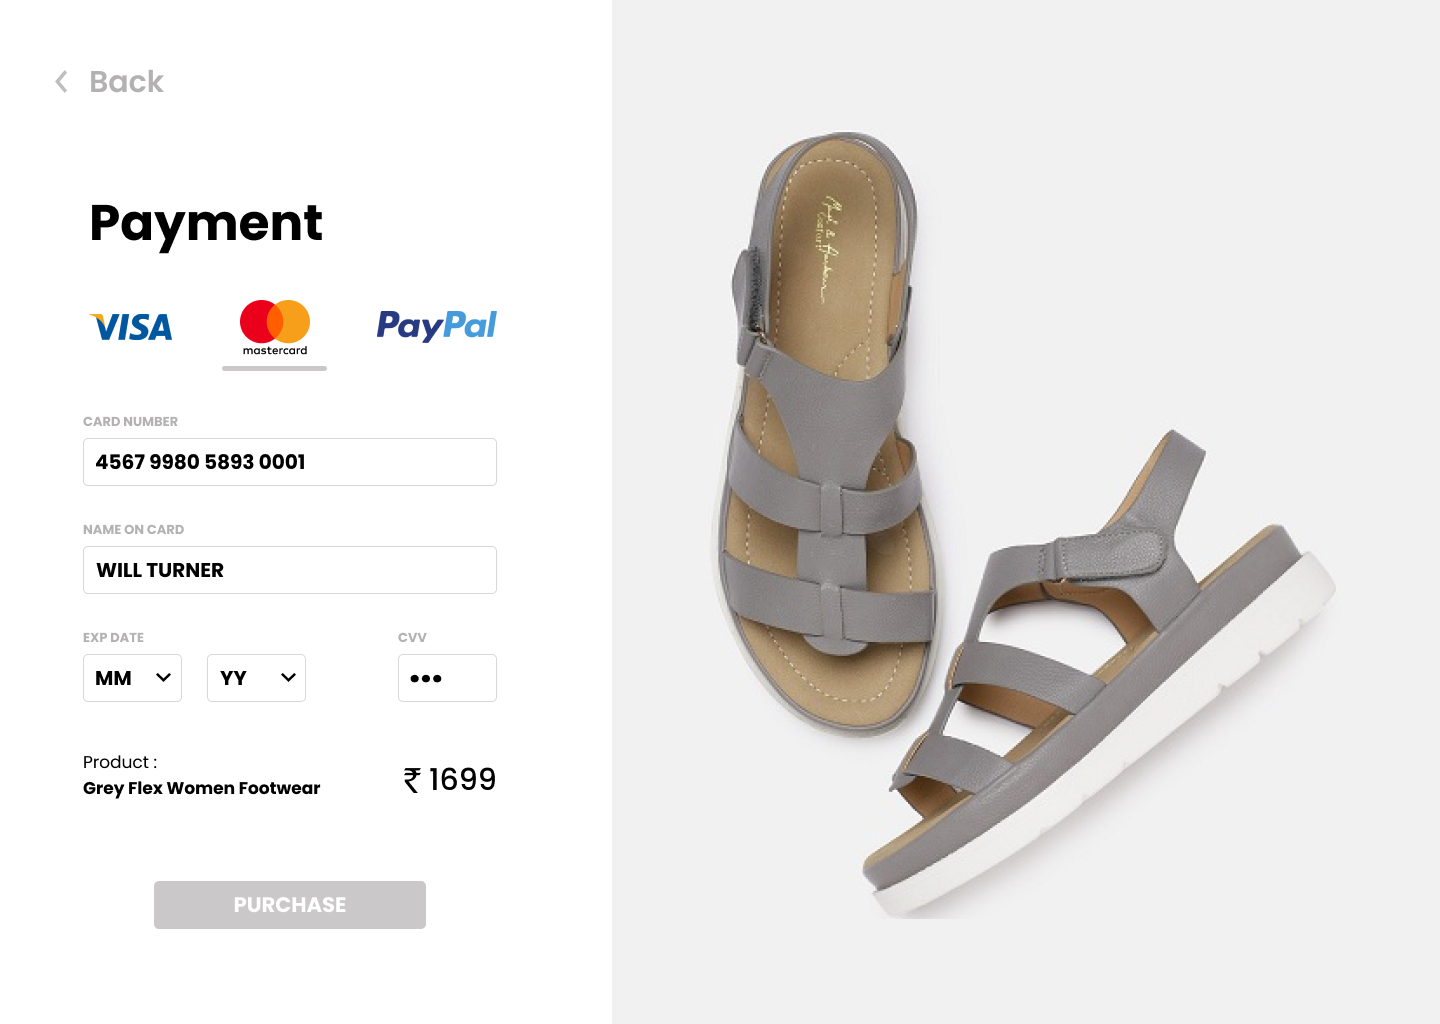 Back
Payment
VISA
mastercard
PayPal
CARD NUMBER
4567 9980 5893 0001
NAME ON CARD
WILL TURNER
EXP DATE
CVV
MM
YY
•••
Product :
Grey Flex Women Footwear
₹ 1699
PURCHASE